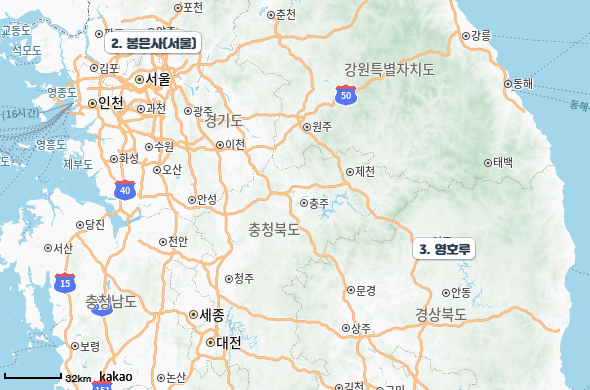 포천
춘천
강릉
교동도
석모도
2. 봉은사(서울)
김포
서울
강원특별자치도
동해
영종도
인천
과천
광주
경기도
50
원주
(16시간)
영흥도
제부도
화성
수원
오산
이천
제천
태백
40
안성
충주
당진
충청북도
천안
서산
3. 영호루
15
청주
문경
안동
충청남도
세종
경상북도
상주
대전
보령
32km
kakao
논산
김천
구미